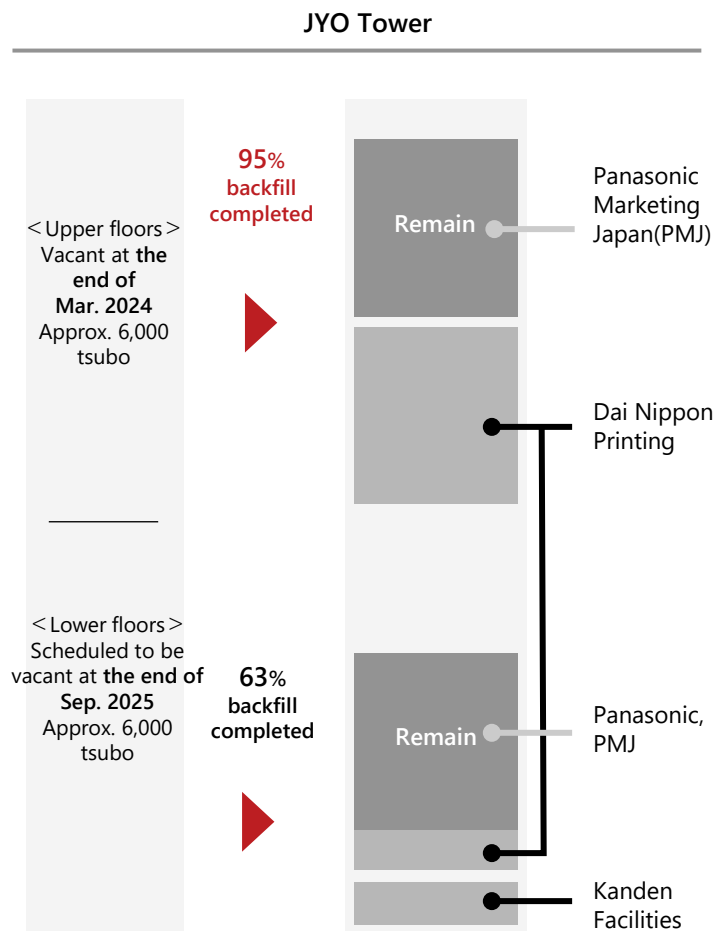 JYO Tower
＜Upper floors＞
Vacant at the
end of
Mar. 2024
Approx. 6,000
tsubo
95%
backfill
completed
Remain
Panasonic
Marketing
Japan(PMJ)
Dai Nippon
Printing
＜Lower floors＞
Scheduled to be
vacant at the end of
Sep. 2025
Approx. 6,000
tsubo
63%
backfill
completed
Remain
Panasonic,
PMJ
Kanden
Facilities